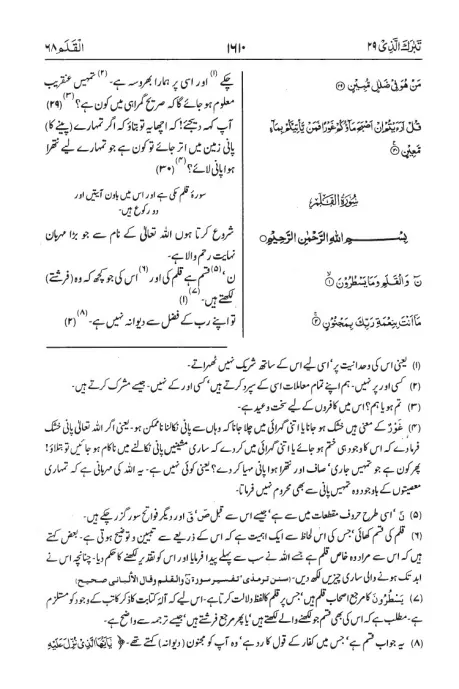 تبٰرك الذي ٢٩
١٦١٠
القلم ٦٨
مَنْ هُوَ فِيْ ضَلٰلٍ مُّبِيْنٍ ۝۲۹
قُلْ اَرَءَيْتُمْ اِنْ اَصْبَحَ مَآؤُكُمْ غَوْرًا فَمَنْ يَّاْتِيْكُمْ بِمَآءٍ
مَّعِيْنٍ ۝۳۰
سُوْرَةُ الْقَلَمِ
بِسْمِ اللهِ الرَّحْمٰنِ الرَّحِيْمِ
نٓ وَالْقَلَمِ وَمَا يَسْطُرُوْنَ ۝۱
مَآ اَنْتَ بِنِعْمَةِ رَبِّكَ بِمَجْنُوْنٍ ۝۲
چکے (۱) اور اسی پر ہمارا بھروسہ ہے۔ (۲) تمہیں عنقریب
معلوم ہو جائے گا کہ صریح گمراہی میں کون ہے؟ (۳) (۲۹)
آپ کہہ دیجئے! کہ اچھا یہ تو بتاؤ کہ اگر تمہارے (پینے کا)
پانی زمین میں اتر جائے تو کون ہے جو تمہارے لیے نتھرا
ہوا پانی لائے؟ (۴) (۳۰)
سورۂ قلم مکی ہے اور اس میں باون آیتیں اور
دو رکوع ہیں۔
شروع کرتا ہوں اللہ تعالیٰ کے نام سے جو بڑا مہربان
نہایت رحم والا ہے۔
ن، (۵) قسم ہے قلم کی اور (۶) اس کی جو کچھ کہ وہ (فرشتے)
لکھتے ہیں۔ (۷) (۱)
تو اپنے رب کے فضل سے دیوانہ نہیں ہے۔ (۸) (۲)
(۱) یعنی اس کی وحدانیت پر، اسی لیے اس کے ساتھ شریک نہیں ٹھہراتے۔
(۲) کسی اور پر نہیں۔ ہم اپنے تمام معاملات اسی کے سپرد کرتے ہیں، کسی اور کے نہیں۔ جیسے مشرک کرتے ہیں۔
(۳) تم ہو یا ہم؟ اس میں کافروں کے لیے سخت وعید ہے۔
(۴) غَوْرٌ کے معنی ہیں خشک ہو جانا یا اتنی گہرائی میں چلا جانا کہ وہاں سے پانی نکالنا ناممکن ہو۔ یعنی اگر اللہ تعالیٰ پانی خشک
فرما دے کہ اس کا وجود ہی ختم ہو جائے یا اتنی گہرائی میں کر دے کہ ساری مشینیں پانی نکالنے میں ناکام ہو جائیں تو بتلاؤ!
پھر کون ہے جو تمہیں جاری، صاف اور نتھرا ہوا پانی مہیا کر دے؟ یعنی کوئی نہیں ہے۔ یہ اللہ کی مہربانی ہے کہ تمہاری
معصیتوں کے باوجود وہ تمہیں پانی سے بھی محروم نہیں فرماتا۔
(۵) نٓ، اسی طرح حروف مقطعات میں سے ہے، جیسے اس سے قبل صٓ، قٓ اور دیگر فواتح سور گزر چکے ہیں۔
(۶) قلم کی قسم کھائی، جس کی اس لحاظ سے ایک اہمیت ہے کہ اس کے ذریعے سے تبیین و توضیح ہوتی ہے۔ بعض کہتے
ہیں کہ اس سے مراد وہ خاص قلم ہے جسے اللہ نے سب سے پہلے پیدا فرمایا اور اس کو تقدیر لکھنے کا حکم دیا۔ چنانچہ اس نے
ابد تک ہونے والی ساری چیزیں لکھ دیں۔ (سنن ترمذی، تفسیر سورۃ ن والقلم وقال الألبانی صحیح)
(۷) یَسْطُرُوْنَ کا مرجع اصحاب قلم ہیں، جس پر قلم کا لفظ دلالت کرتا ہے۔ اس لیے کہ آلہ کتابت کا ذکر کاتب کے وجود کو مستلزم
ہے۔ مطلب ہے کہ اس کی بھی قسم جو لکھنے والے لکھتے ہیں، یا پھر مرجع فرشتے ہیں، جیسے ترجمہ سے واضح ہے۔
(۸) یہ جواب قسم ہے، جس میں کفار کے قول کا رد ہے، وہ آپ کو مجنون (دیوانہ) کہتے تھے۔ ﴿ یٰۤاَیُّهَا الَّذِیْ نُزِّلَ عَلَیْهِ